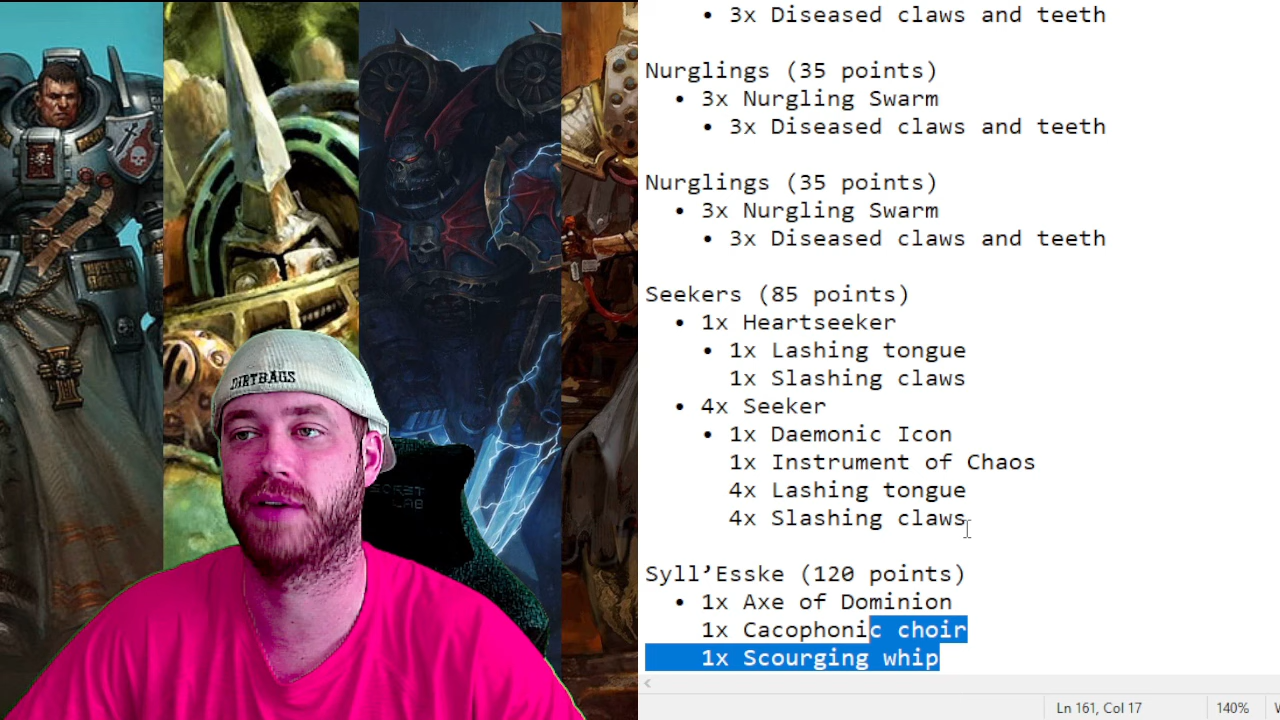 DIRTBAGS
SECRET
LAB
• 3x Diseased claws and teeth
Nurglings (35 points)
• 3x Nurgling Swarm
• 3x Diseased claws and teeth
Nurglings (35 points)
• 3x Nurgling Swarm
• 3x Diseased claws and teeth
Seekers (85 points)
• 1x Heartseeker
• 1x Lashing tongue
1x Slashing claws
• 4x Seeker
• 1x Daemonic Icon
1x Instrument of Chaos
4x Lashing tongue
4x Slashing claws
Syll’Esske (120 points)
• 1x Axe of Dominion
1x Cacophonic choir
1x Scourging whip
Ln 161, Col 17
140%